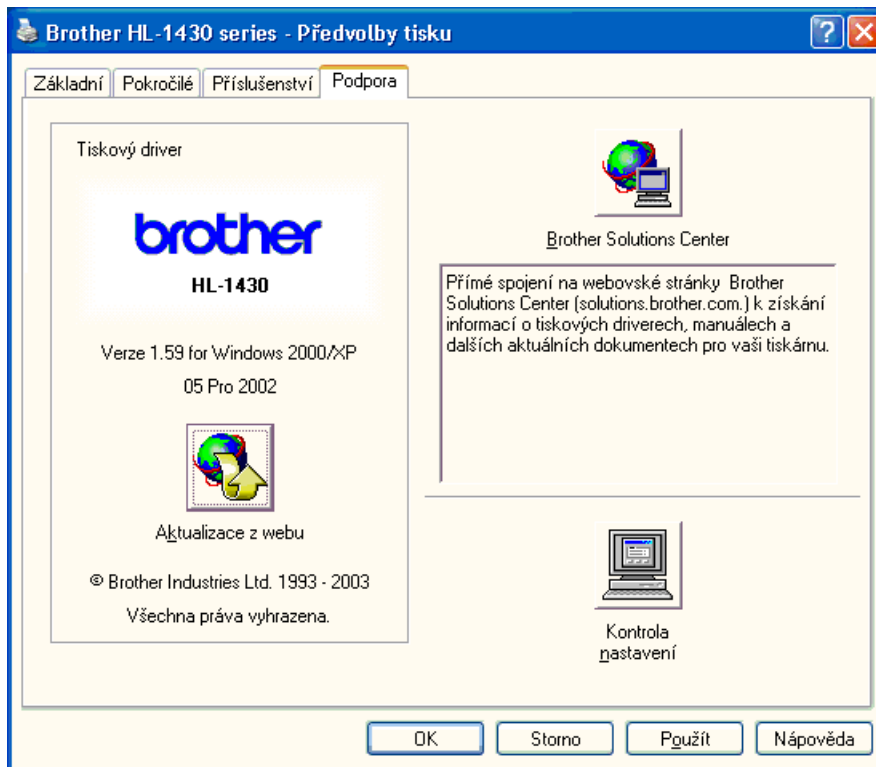 Brother HL-1430 series - Předvolby tisku
Základní
Pokročilé
Příslušenství
Podpora
Tiskový driver
brother
HL-1430
Verze 1.59 for Windows 2000/XP
05 Pro 2002
Aktualizace z webu
© Brother Industries Ltd. 1993 - 2003
Všechna práva vyhrazena.
Brother Solutions Center
Přímé spojení na webovské stránky Brother
Solutions Center (solutions.brother.com.) k získání
informací o tiskových driverech, manuálech a
dalších aktuálních dokumentech pro vaši tiskárnu.
Kontrola
nastavení
OK
Storno
Použít
Nápověda